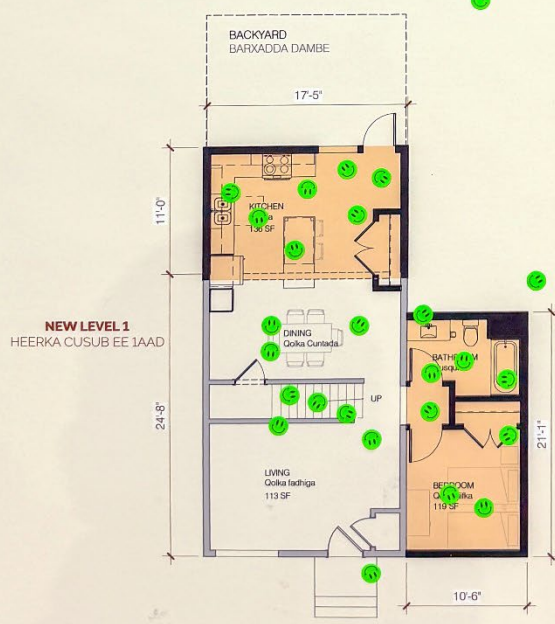 BACKYARD
BARXADDA DAMBE
17'-5"
11'-0"
KITCHEN
136 SF
NEW LEVEL 1
HEERKA CUSUB EE 1AAD
DINING
Qolka Cuntada
24'-8"
UP
21'-1"
LIVING
Qolka fadhiga
113 SF
BEDROOM
119 SF
10'-6"